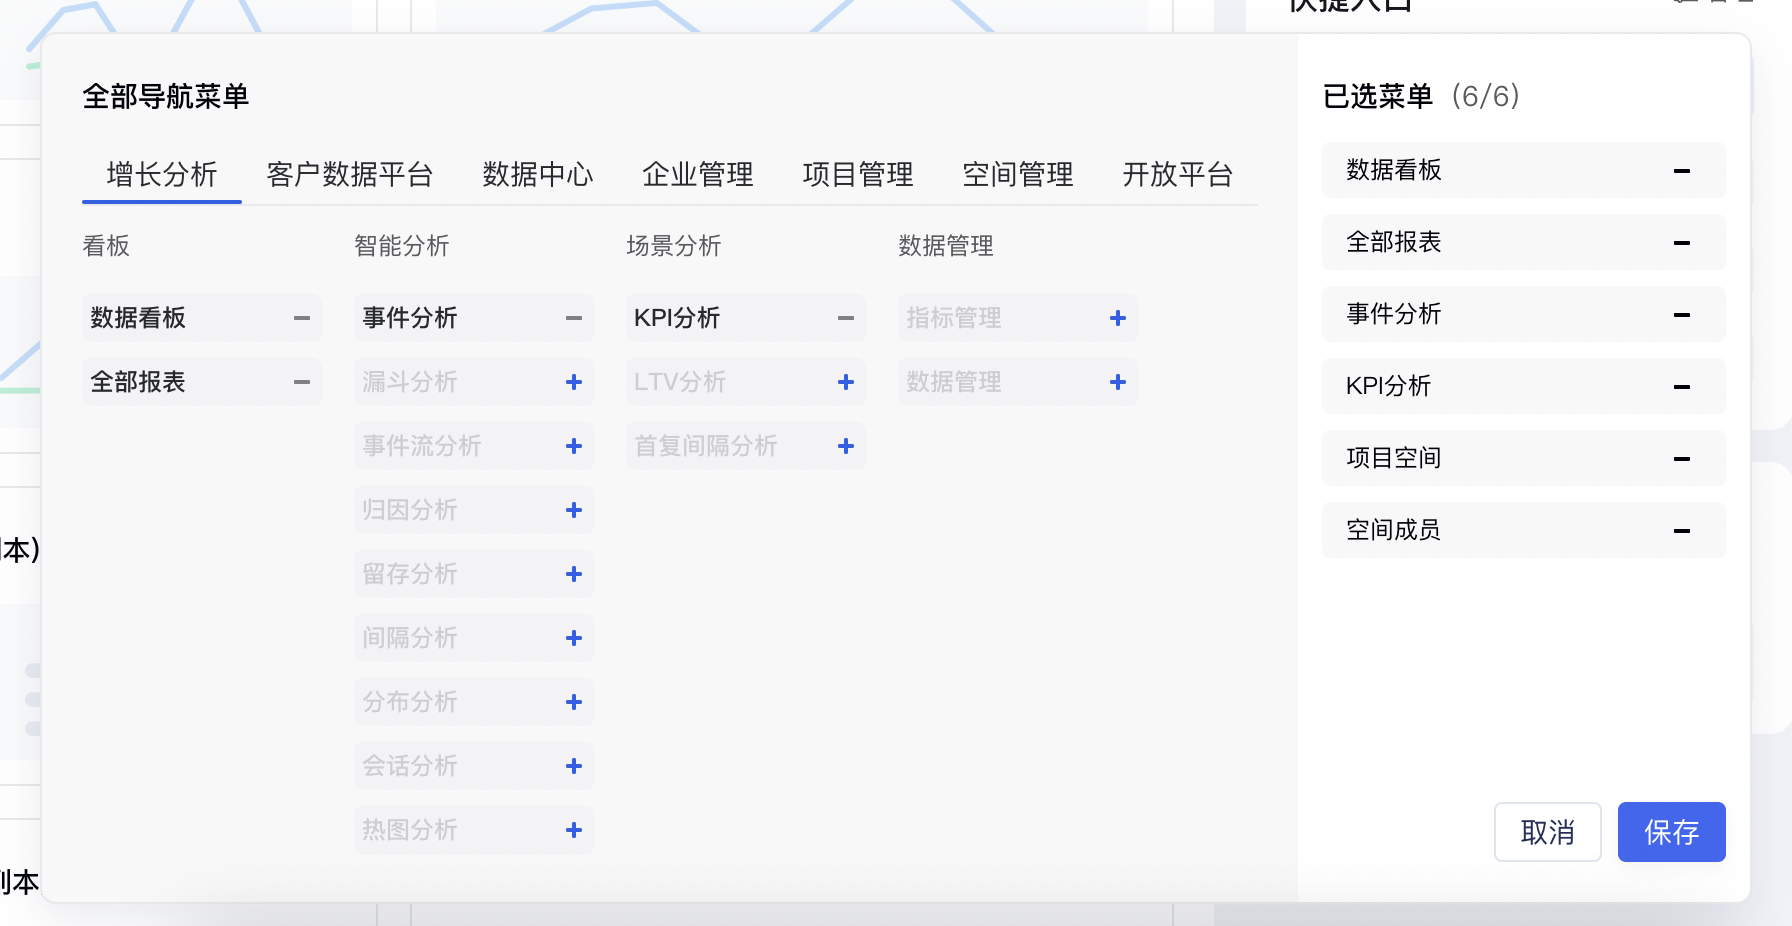 快捷入口
全部导航菜单
增长分析 客户数据平台 数据中心 企业管理 项目管理 空间管理 开放平台
看板
数据看板
全部报表
智能分析
事件分析
漏斗分析
事件流分析
归因分析
留存分析
间隔分析
分布分析
会话分析
热图分析
场景分析
KPI分析
LTV分析
首复间隔分析
数据管理
指标管理
数据管理
已选菜单 (6/6)
数据看板
全部报表
事件分析
KPI分析
项目空间
空间成员
取消 保存
本)
本